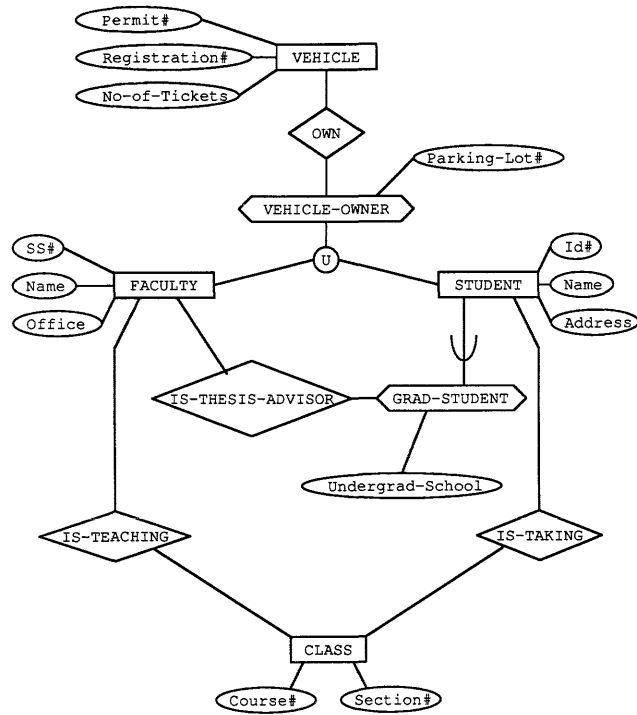 Permit#
VEHICLE
Registration#
No-of-Tickets
OWN
Parking-Lot#
VEHICLE-OWNER
U
SS#
Id#
FACULTY
STUDENT
Name
Name
Office
Address
IS-THESIS-ADVISOR
GRAD-STUDENT
Undergrad-School
IS-TEACHING
IS-TAKING
CLASS
Course#
Section#